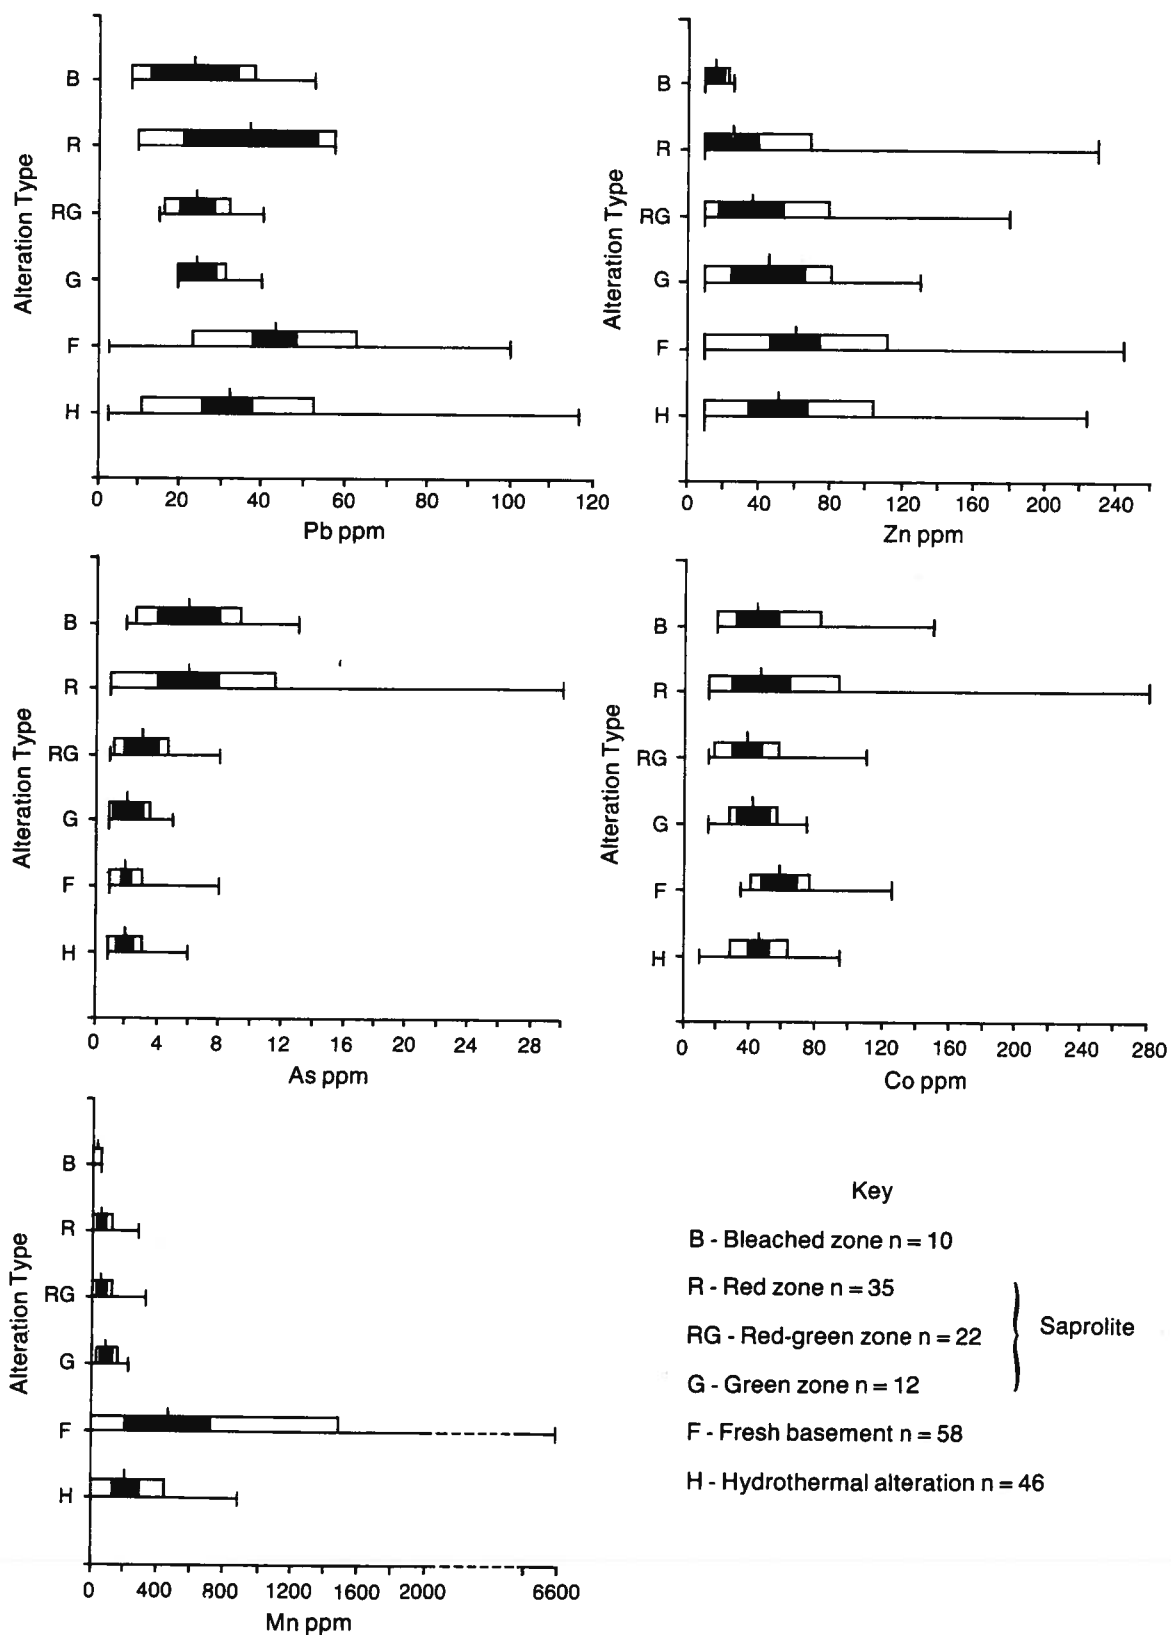 Alteration Type
B
R
RG
G
F
H
0 20 40 60 80 100 120
Pb ppm
Alteration Type
B
R
RG
G
F
H
0 40 80 120 160 200 240
Zn ppm
Alteration Type
B
R
RG
G
F
H
0 4 8 12 16 20 24 28
As ppm
Alteration Type
B
R
RG
G
F
H
0 40 80 120 160 200 240 280
Co ppm
Alteration Type
B
R
RG
G
F
H
0 400 800 1200 1600 2000 6600
Mn ppm
Key
B - Bleached zone n = 10
R - Red zone n = 35
RG - Red-green zone n = 22
G - Green zone n = 12
Saprolite
F - Fresh basement n = 58
H - Hydrothermal alteration n = 46